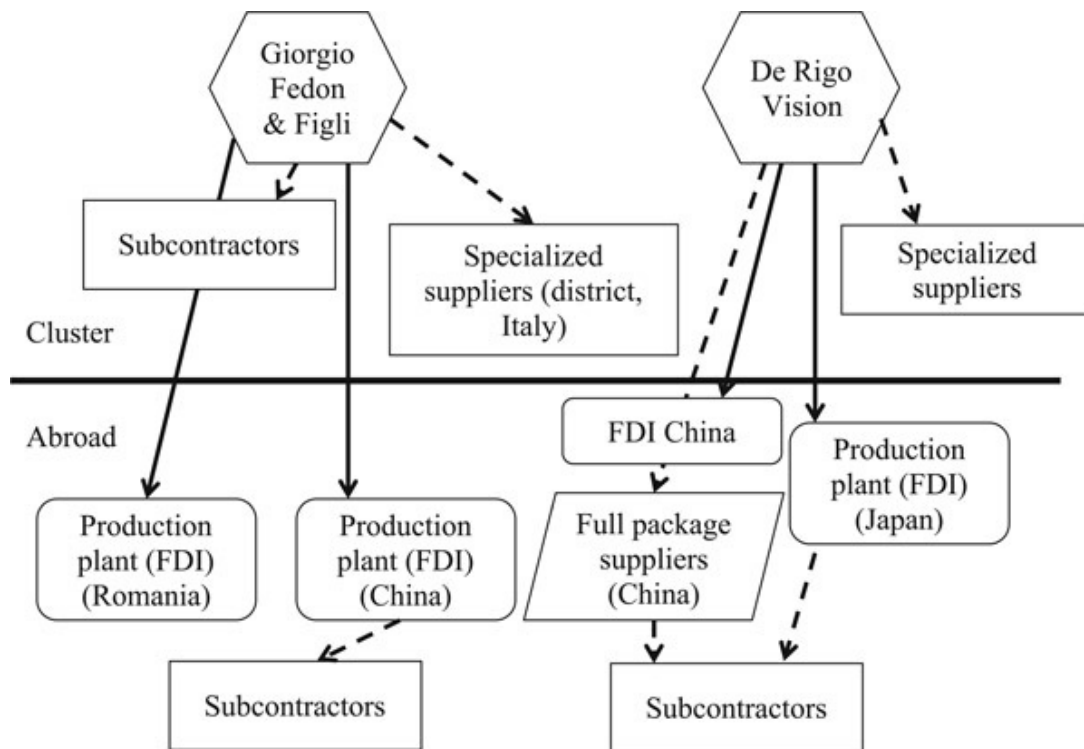 Giorgio
Fedon
& Figli
De Rigo
Vision
Subcontractors
Specialized
suppliers (district,
Italy)
Specialized
suppliers
Cluster
Abroad
FDI China
Production
plant (FDI)
(Japan)
Production
plant (FDI)
(Romania)
Production
plant (FDI)
(China)
Full package
suppliers
(China)
Subcontractors
Subcontractors